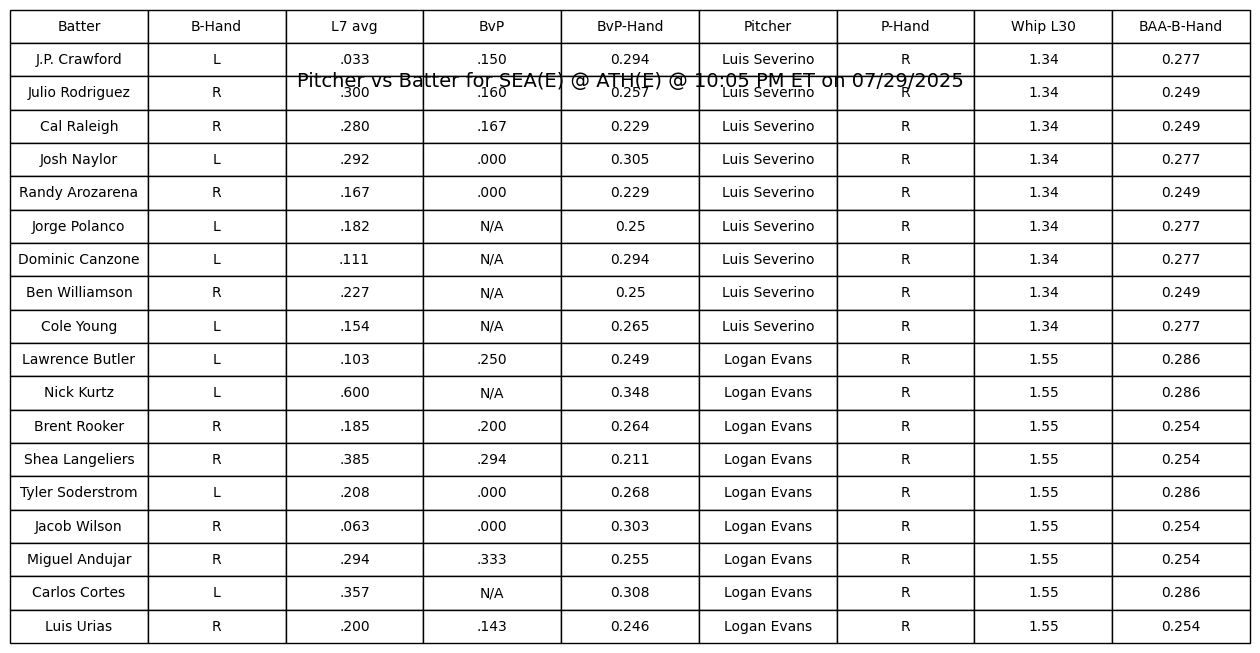 Batter B-Hand L7 avg BvP BvP-Hand Pitcher P-Hand Whip L30 BAA-B-Hand
J.P. Crawford L .033 .150 0.294 Luis Severino R 1.34 0.277
Pitcher vs Batter for SEA(E) @ ATH(E) @ 10:05 PM ET on 07/29/2025
Julio Rodriguez R .300 .160 0.257 Luis Severino R 1.34 0.249
Cal Raleigh R .280 .167 0.229 Luis Severino R 1.34 0.249
Josh Naylor L .292 .000 0.305 Luis Severino R 1.34 0.277
Randy Arozarena R .167 .000 0.229 Luis Severino R 1.34 0.249
Jorge Polanco L .182 N/A 0.25 Luis Severino R 1.34 0.277
Dominic Canzone L .111 N/A 0.294 Luis Severino R 1.34 0.277
Ben Williamson R .227 N/A 0.25 Luis Severino R 1.34 0.249
Cole Young L .154 N/A 0.265 Luis Severino R 1.34 0.277
Lawrence Butler L .103 .250 0.249 Logan Evans R 1.55 0.286
Nick Kurtz L .600 N/A 0.348 Logan Evans R 1.55 0.286
Brent Rooker R .185 .200 0.264 Logan Evans R 1.55 0.254
Shea Langeliers R .385 .294 0.211 Logan Evans R 1.55 0.254
Tyler Soderstrom L .208 .000 0.268 Logan Evans R 1.55 0.286
Jacob Wilson R .063 .000 0.303 Logan Evans R 1.55 0.254
Miguel Andujar R .294 .333 0.255 Logan Evans R 1.55 0.254
Carlos Cortes L .357 N/A 0.308 Logan Evans R 1.55 0.286
Luis Urias R .200 .143 0.246 Logan Evans R 1.55 0.254